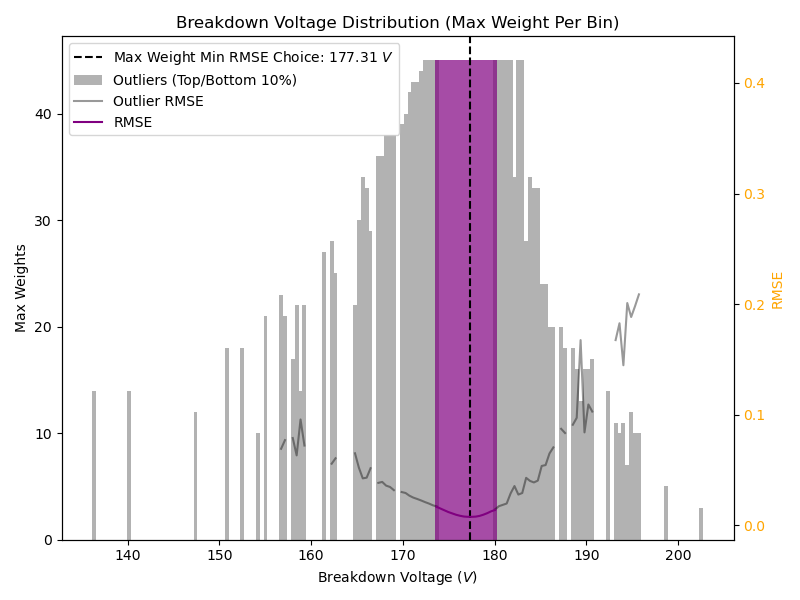 Breakdown Voltage Distribution (Max Weight Per Bin)
Max Weight Min RMSE Choice: 177.31 V
Outliers (Top/Bottom 10%)
Outlier RMSE
RMSE
Max Weights
40
30
20
10
0
0.4
0.3
0.2
0.1
0.0
RMSE
140 150 160 170 180 190 200
Breakdown Voltage (V)